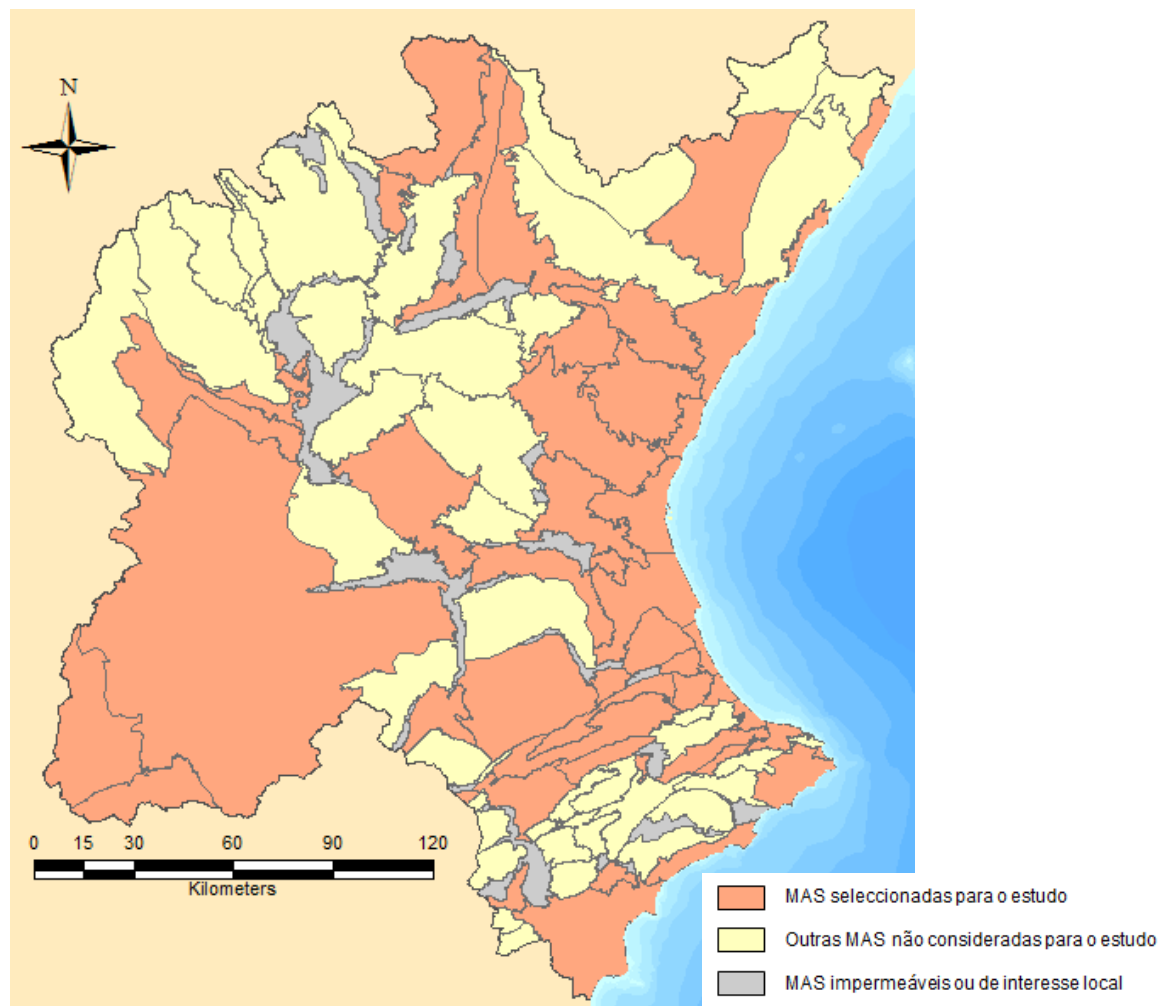 N
0 15 30 60 90 120
Kilometers
MAS seleccionadas para o estudo
Outras MAS não consideradas para o estudo
MAS impermeáveis ou de interesse local